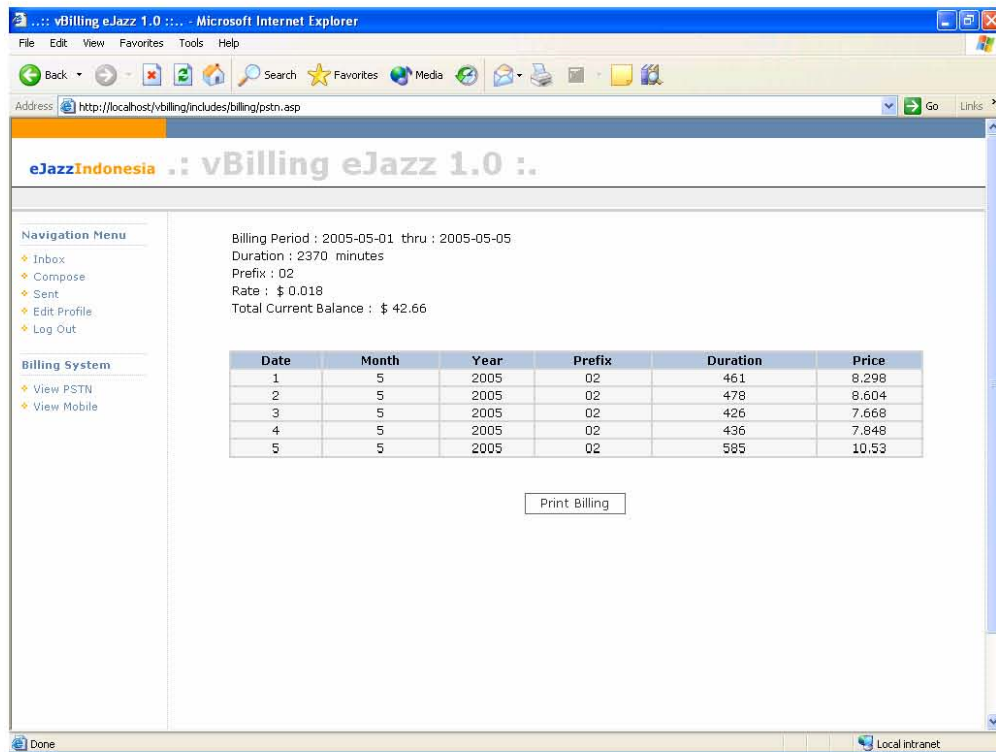 ..:: vBilling eJazz 1.0 ::.. - Microsoft Internet Explorer
File Edit View Favorites Tools Help
Back Search Favorites Media
Address http://localhost/vbilling/includes/billing/pstn.asp Go Links
eJazzIndonesia .: vBilling eJazz 1.0 :.
Navigation Menu
Inbox
Compose
Sent
Edit Profile
Log Out
Billing System
View PSTN
View Mobile
Billing Period : 2005-05-01 thru : 2005-05-05
Duration : 2370 minutes
Prefix : 02
Rate : $ 0.018
Total Current Balance : $ 42.66
Date Month Year Prefix Duration Price
1 5 2005 02 461 8.298
2 5 2005 02 478 8.604
3 5 2005 02 426 7.668
4 5 2005 02 436 7.848
5 5 2005 02 585 10.53
Print Billing
Done Local intranet